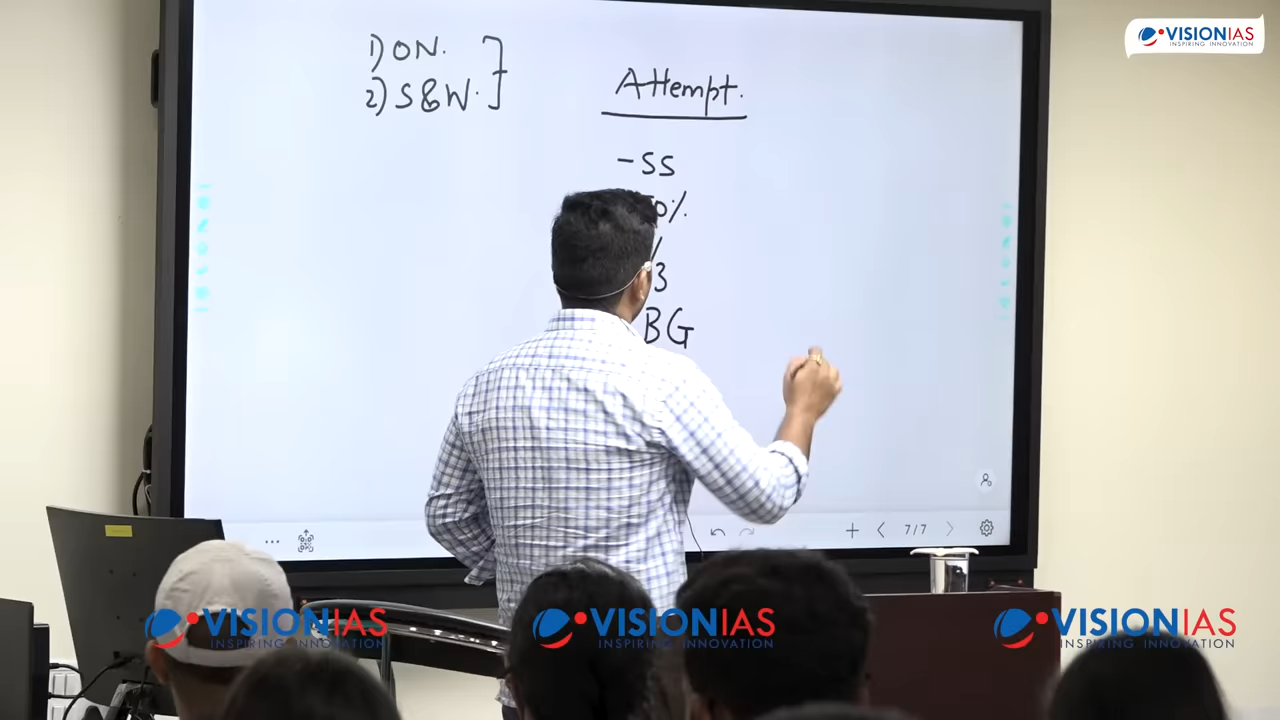 1) ON.
2) S&W.
Attempt.
- SS
0%.
/3
BG
7/7
VISIONIAS
INSPIRING INNOVATION
VISIONIAS
INSPIRING INNOVATION
VISIONIAS
INSPIRING INNOVATION
VISIONIAS
INSPIRING INNOVATION